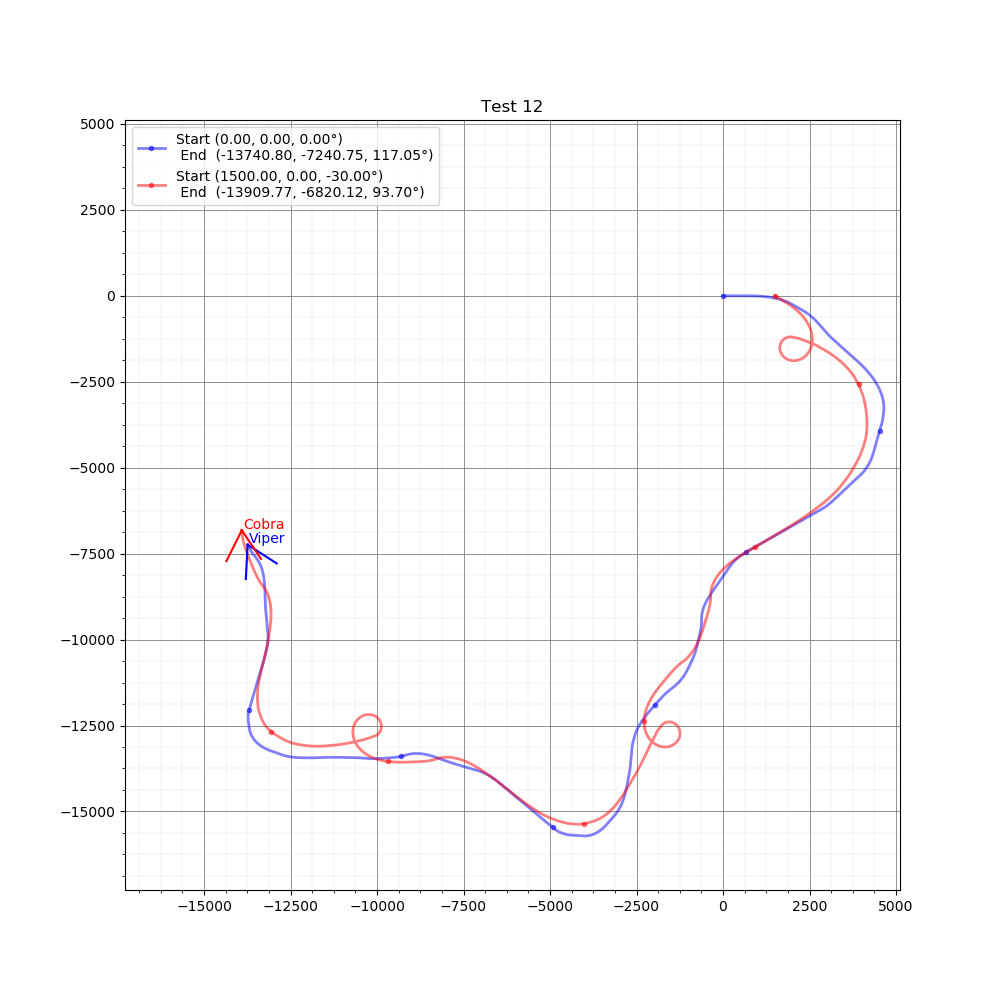 Test 12
Start (0.00, 0.00, 0.00°)
End  (-13740.80, -7240.75, 117.05°)
Start (1500.00, 0.00, -30.00°)
End  (-13909.77, -6820.12, 93.70°)
5000
2500
0
−2500
−5000
−7500
−10000
−12500
−15000
Cobra
Viper
−15000 −12500 −10000 −7500 −5000 −2500 0 2500 5000